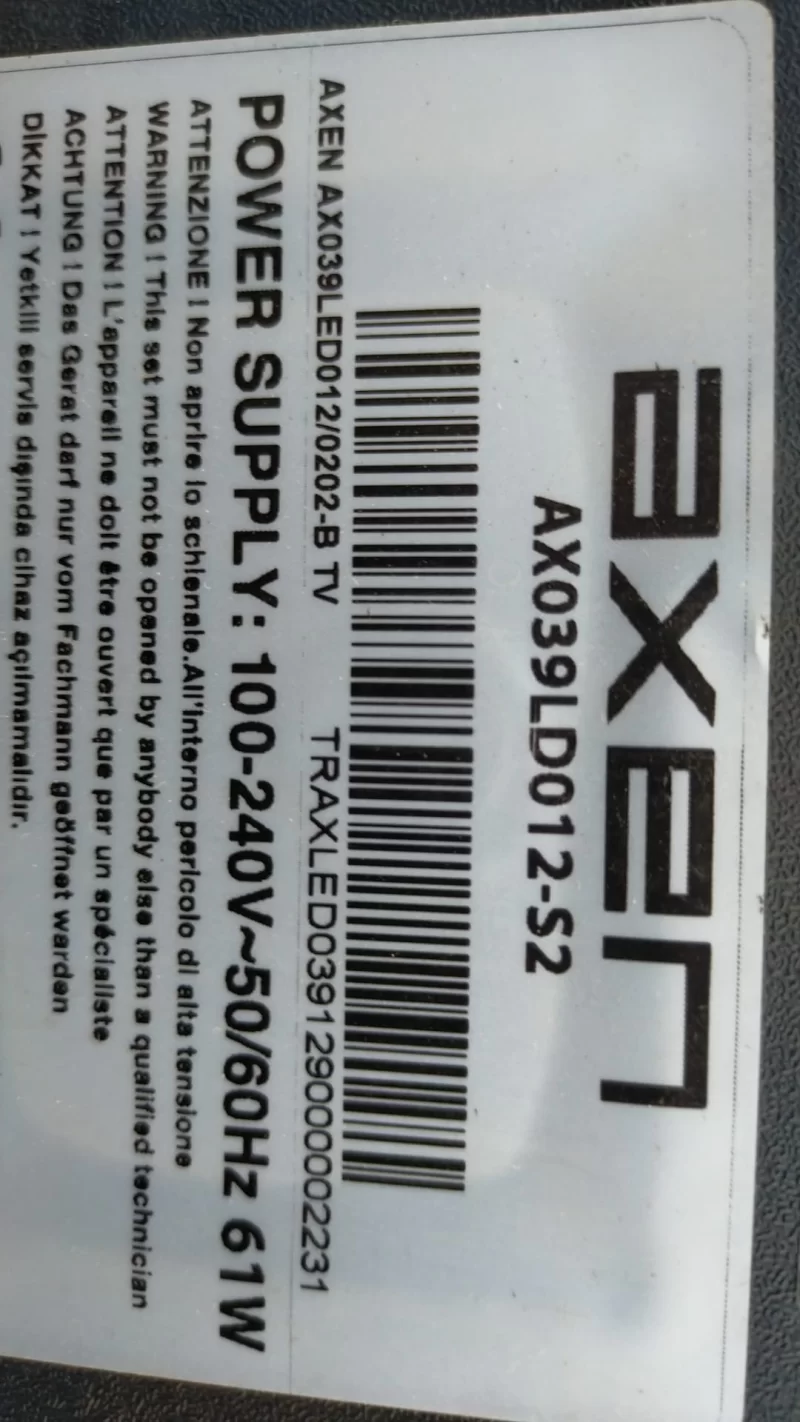 axen
AX039LD012-S2
AXEN AX039LED012/0202-B TV TRAXLED0391290000002231
POWER SUPPLY: 100-240V~50/60Hz 61W
ATTENZIONE ! Non aprire lo schienale.All'interno pericolo di alta tensione
WARNING ! This set must not be opened by anybody else than a qualified technician
ATTENTION ! L'appareil ne doit être ouvert que par un spécialiste
ACHTUNG ! Das Gerat darf nur vom Fachmann geöffnet warden
DİKKAT ! Yetkili servis dışında cihaz açılmamalıdır.